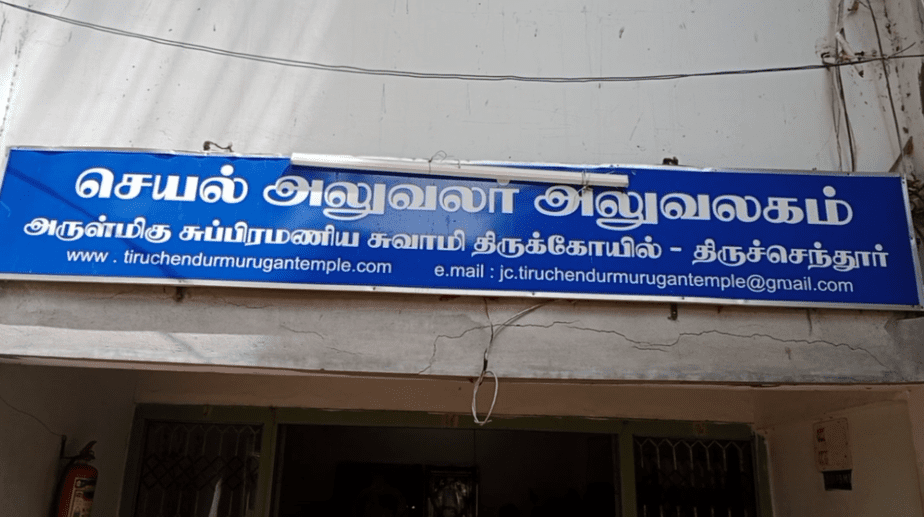 செயல் அலுவலர் அலுவலகம்
அருள்மிகு சுப்பிரமணிய சுவாமி திருக்கோயில் - திருச்செந்தூர்
www . tiruchendurmurugantemple.com e.mail : jc.tiruchendurmurugantemple@gmail.com